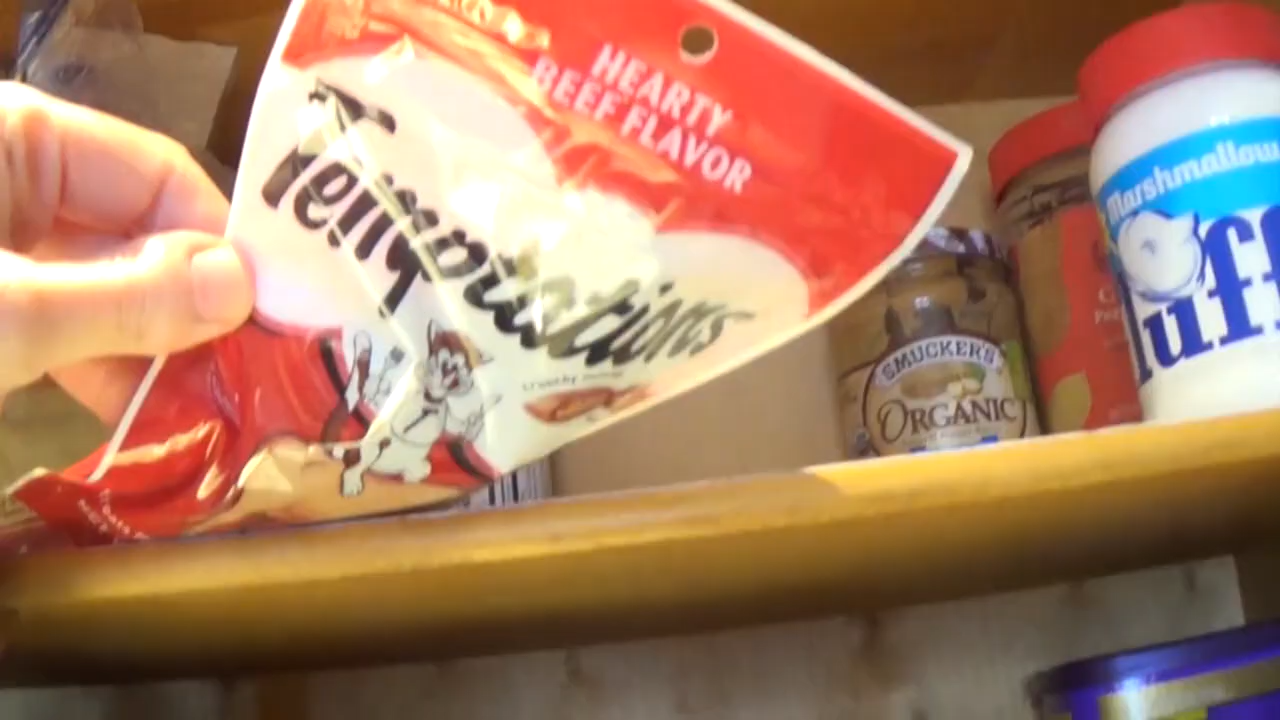 HEARTY
BEEF FLAVOR
Temptations
SMUCKER'S
ORGANIC
Marshmallow
fluff